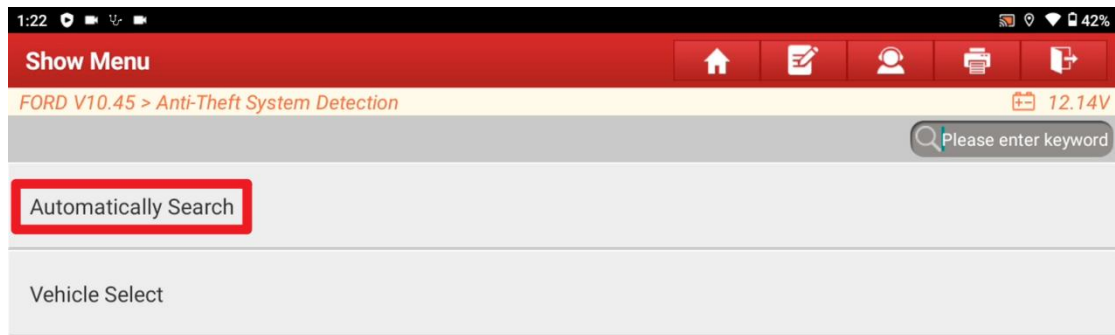 1:22 42%
Show Menu
FORD V10.45 > Anti-Theft System Detection 12.14V
Please enter keyword
Automatically Search
Vehicle Select